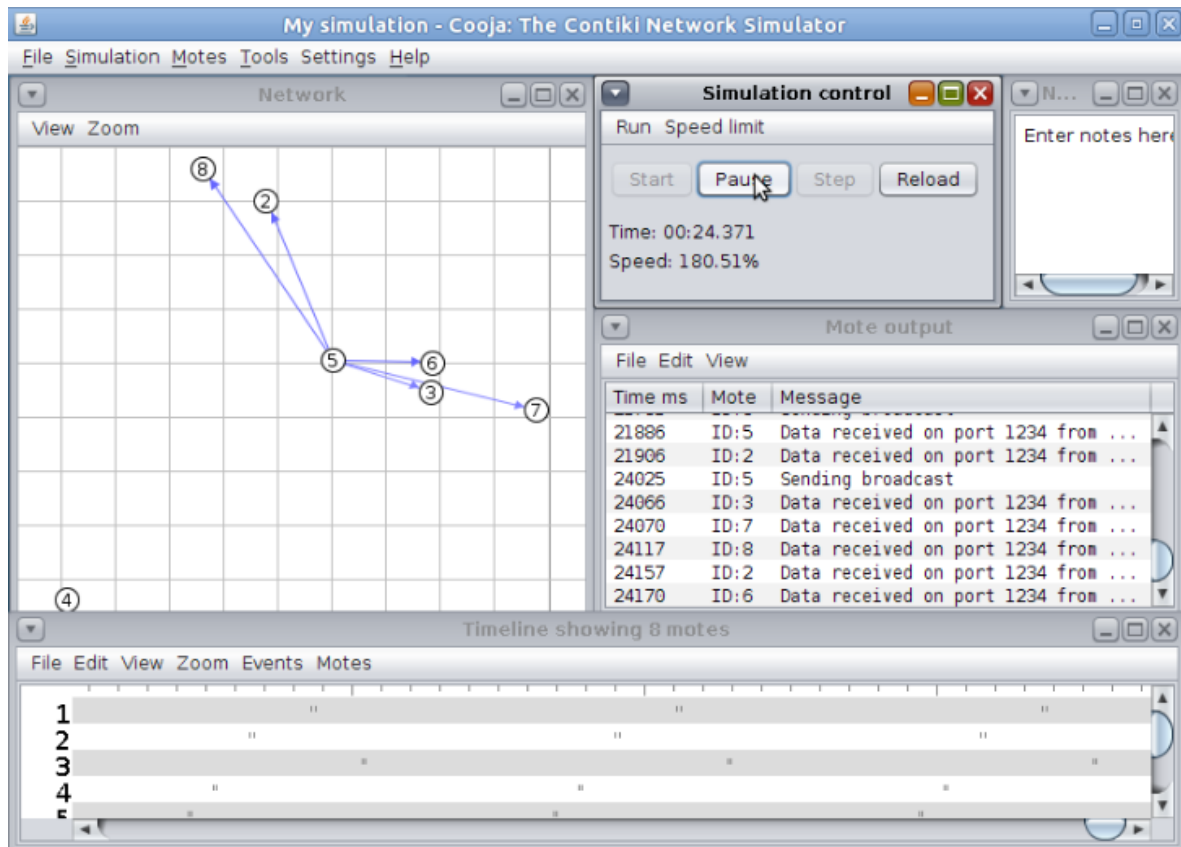 My simulation - Cooja: The Contiki Network Simulator
File Simulation Motes Tools Settings Help
Network
View Zoom
8
2
5
6
3
7
4
Simulation control
Run Speed limit
Start Pause Step Reload
Time: 00:24.371
Speed: 180.51%
N...
Enter notes here
Mote output
File Edit View
Time ms Mote Message
21886 ID:5 Data received on port 1234 from ...
21906 ID:2 Data received on port 1234 from ...
24025 ID:5 Sending broadcast
24066 ID:3 Data received on port 1234 from ...
24070 ID:7 Data received on port 1234 from ...
24117 ID:8 Data received on port 1234 from ...
24157 ID:2 Data received on port 1234 from ...
24170 ID:6 Data received on port 1234 from ...
Timeline showing 8 motes
File Edit View Zoom Events Motes
1
2
3
4
5